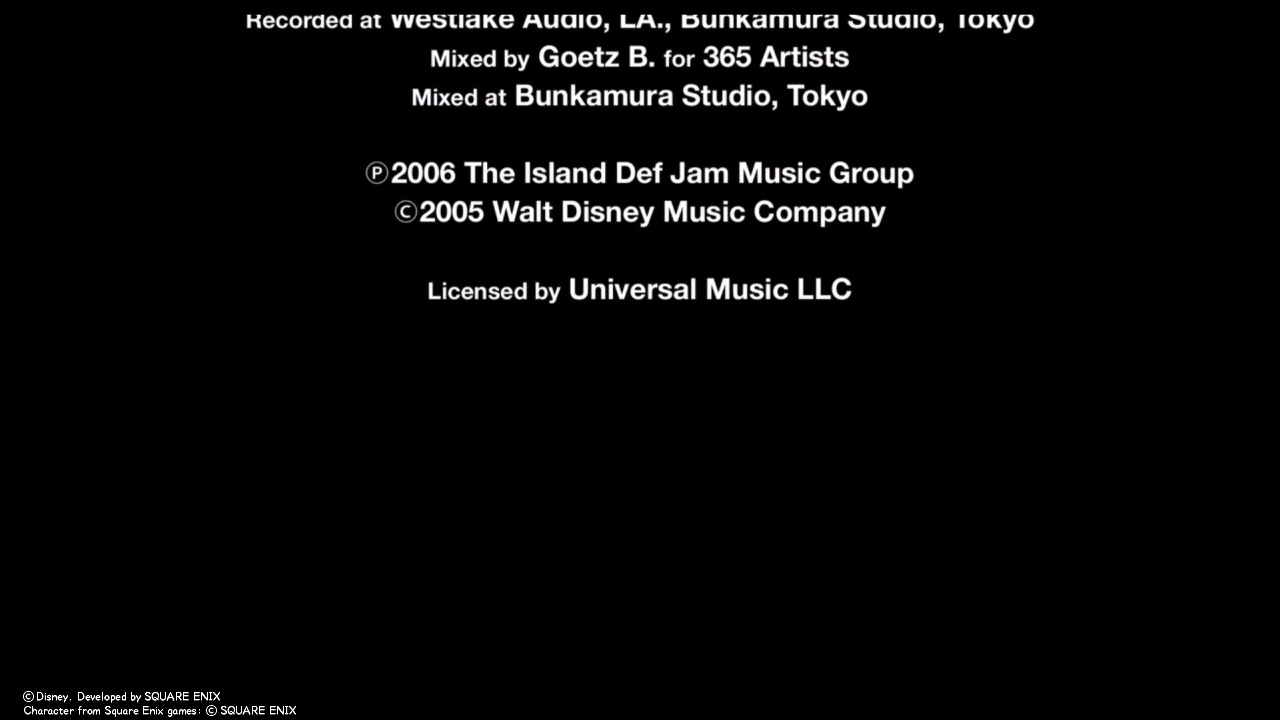 Recorded at Westlake Audio, LA., Bunkamura Studio, Tokyo
Mixed by Goetz B. for 365 Artists
Mixed at Bunkamura Studio, Tokyo
℗2006 The Island Def Jam Music Group
©2005 Walt Disney Music Company
Licensed by Universal Music LLC
©Disney. Developed by SQUARE ENIX
Character from Square Enix games: © SQUARE ENIX